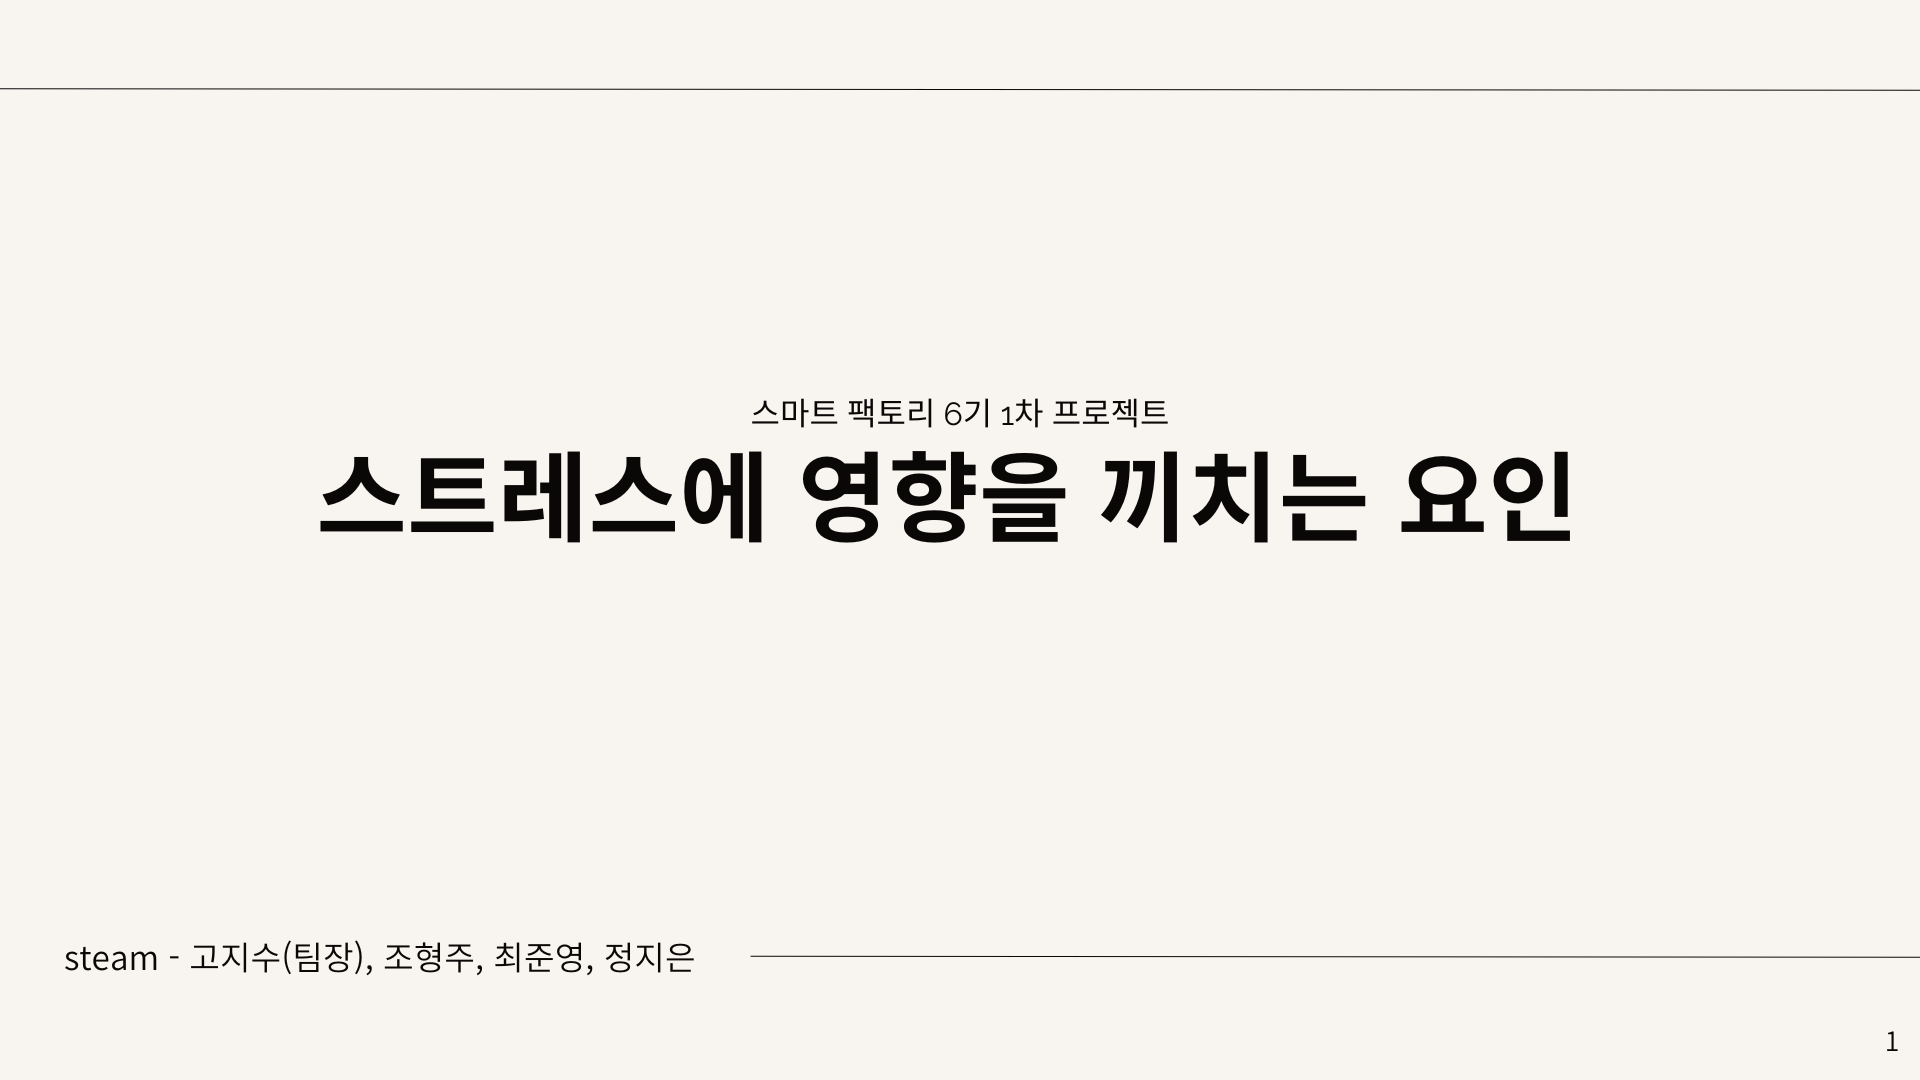 스마트 팩토리 6기 1차 프로젝트
스트레스에 영향을 끼치는 요인
steam - 고지수(팀장), 조형주, 최준영, 정지은
1